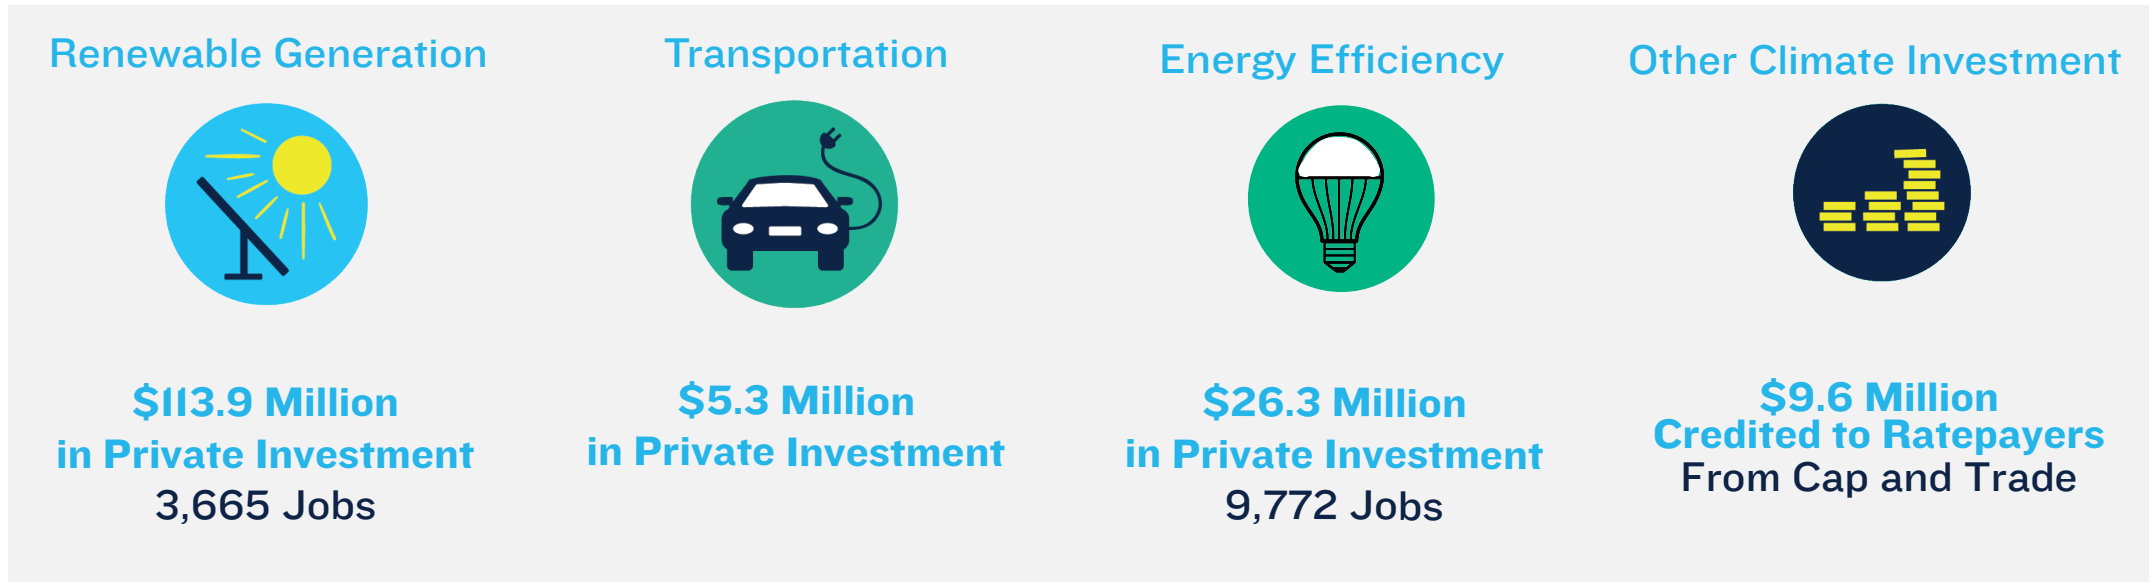 Renewable Generation
$113.9 Million
in Private Investment
3,665 Jobs
Transportation
$5.3 Million
in Private Investment
Energy Efficiency
$26.3 Million
in Private Investment
9,772 Jobs
Other Climate Investment
$9.6 Million
Credited to Ratepayers
From Cap and Trade